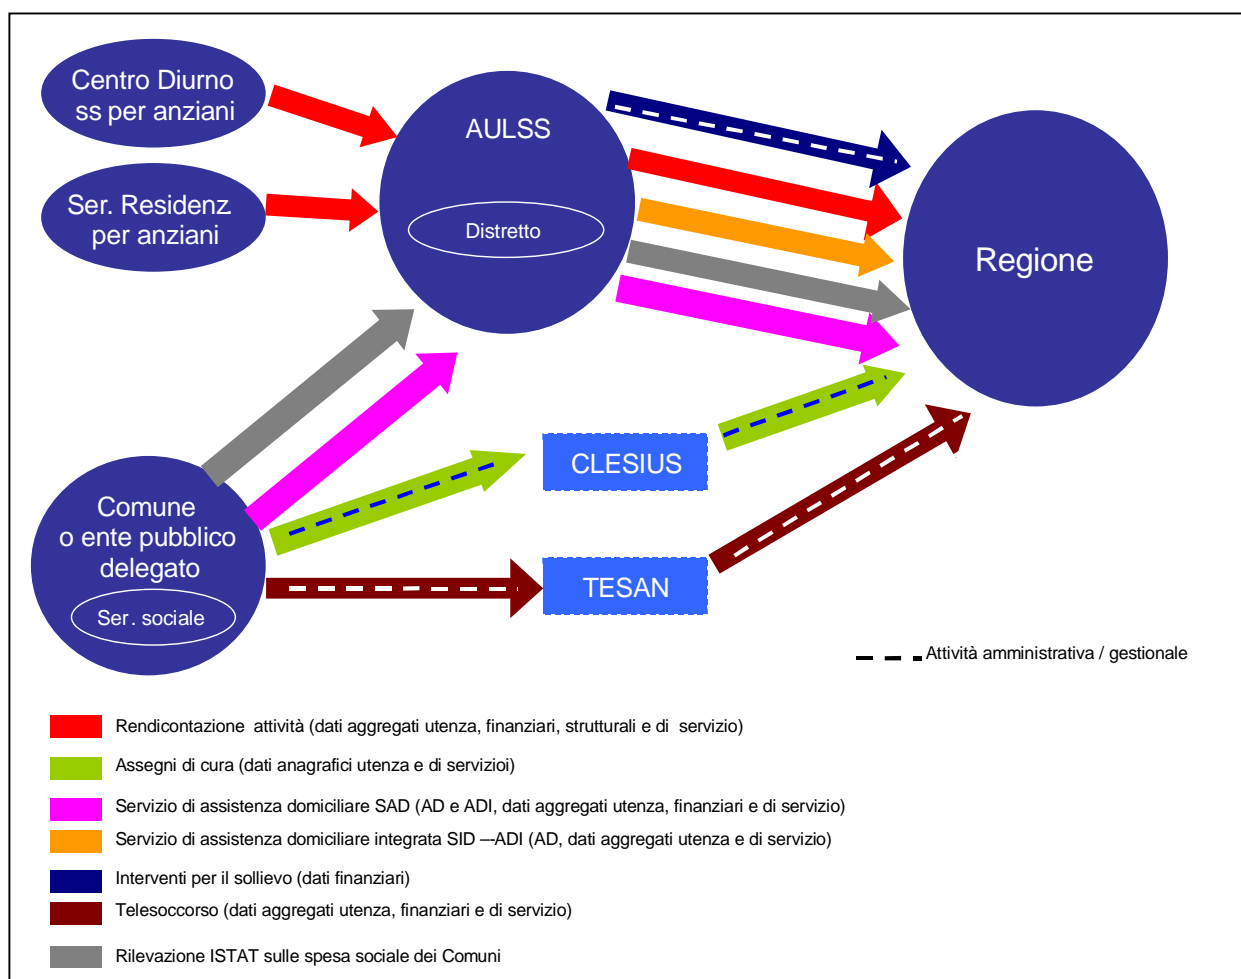 Centro Diurno
ss per anziani
AULSS
Ser. Residenz.
per anziani
Distretto
Regione
CLESIUS
Comune
o ente pubblico
delegato
TESAN
Ser. sociale
Attività amministrativa / gestionale
Rendicontazione attività (dati aggregati utenza, finanziari, strutturali e di servizio)
Assegni di cura (dati anagrafici utenza e di servizioi)
Servizio di assistenza domiciliare SAD (AD e ADI, dati aggregati utenza, finanziari e di servizio)
Servizio di assistenza domiciliare integrata SID –-ADI (AD, dati aggregati utenza e di servizio)
Interventi per il sollievo (dati finanziari)
Telesoccorso (dati aggregati utenza, finanziari e di servizio)
Rilevazione ISTAT sulle spesa sociale dei Comuni